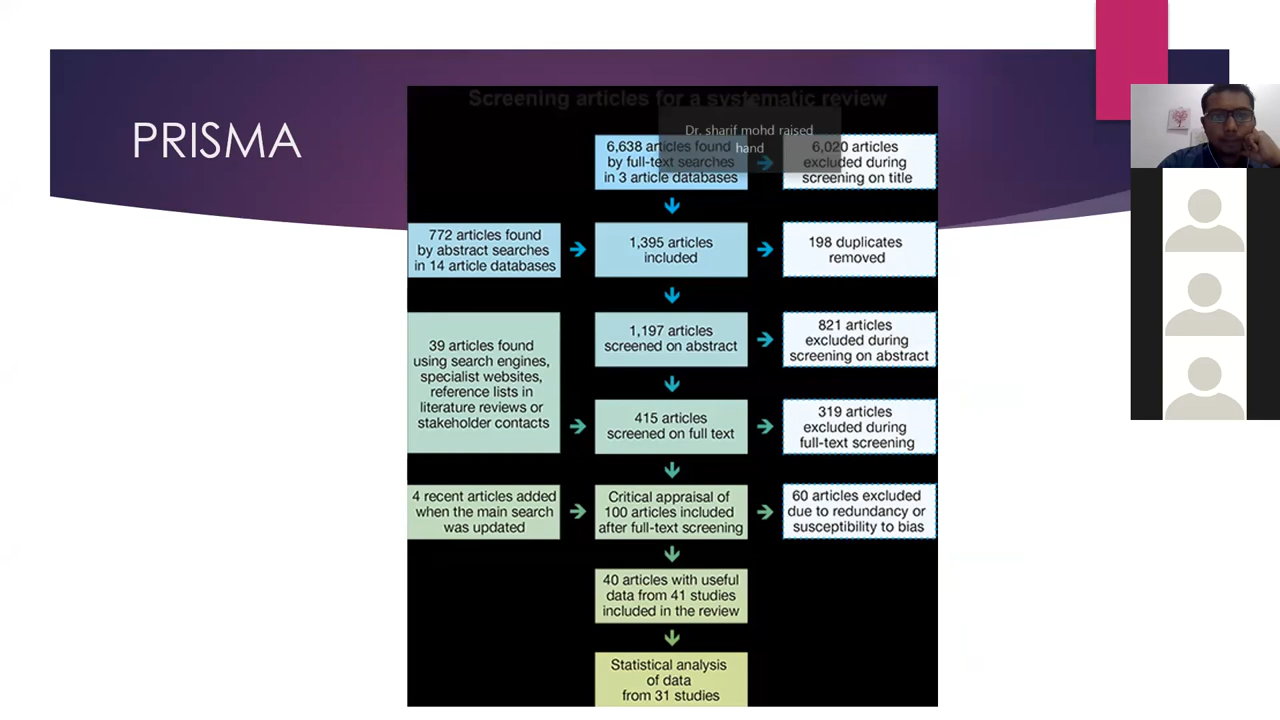 PRISMA
Screening articles for a systematic review
Dr. sharif mohd raised
hand
6,638 articles found
by full-text searches
in 3 article databases
6,020 articles
excluded during
screening on title
772 articles found
by abstract searches
in 14 article databases
1,395 articles
included
198 duplicates
removed
39 articles found
using search engines,
specialist websites,
reference lists in
literature reviews or
stakeholder contacts
1,197 articles
screened on abstract
821 articles
excluded during
screening on abstract
415 articles
screened on full text
319 articles
excluded during
full-text screening
4 recent articles added
when the main search
was updated
Critical appraisal of
100 articles included
after full-text screening
60 articles excluded
due to redundancy or
susceptibility to bias
40 articles with useful
data from 41 studies
included in the review
Statistical analysis
of data
from 31 studies